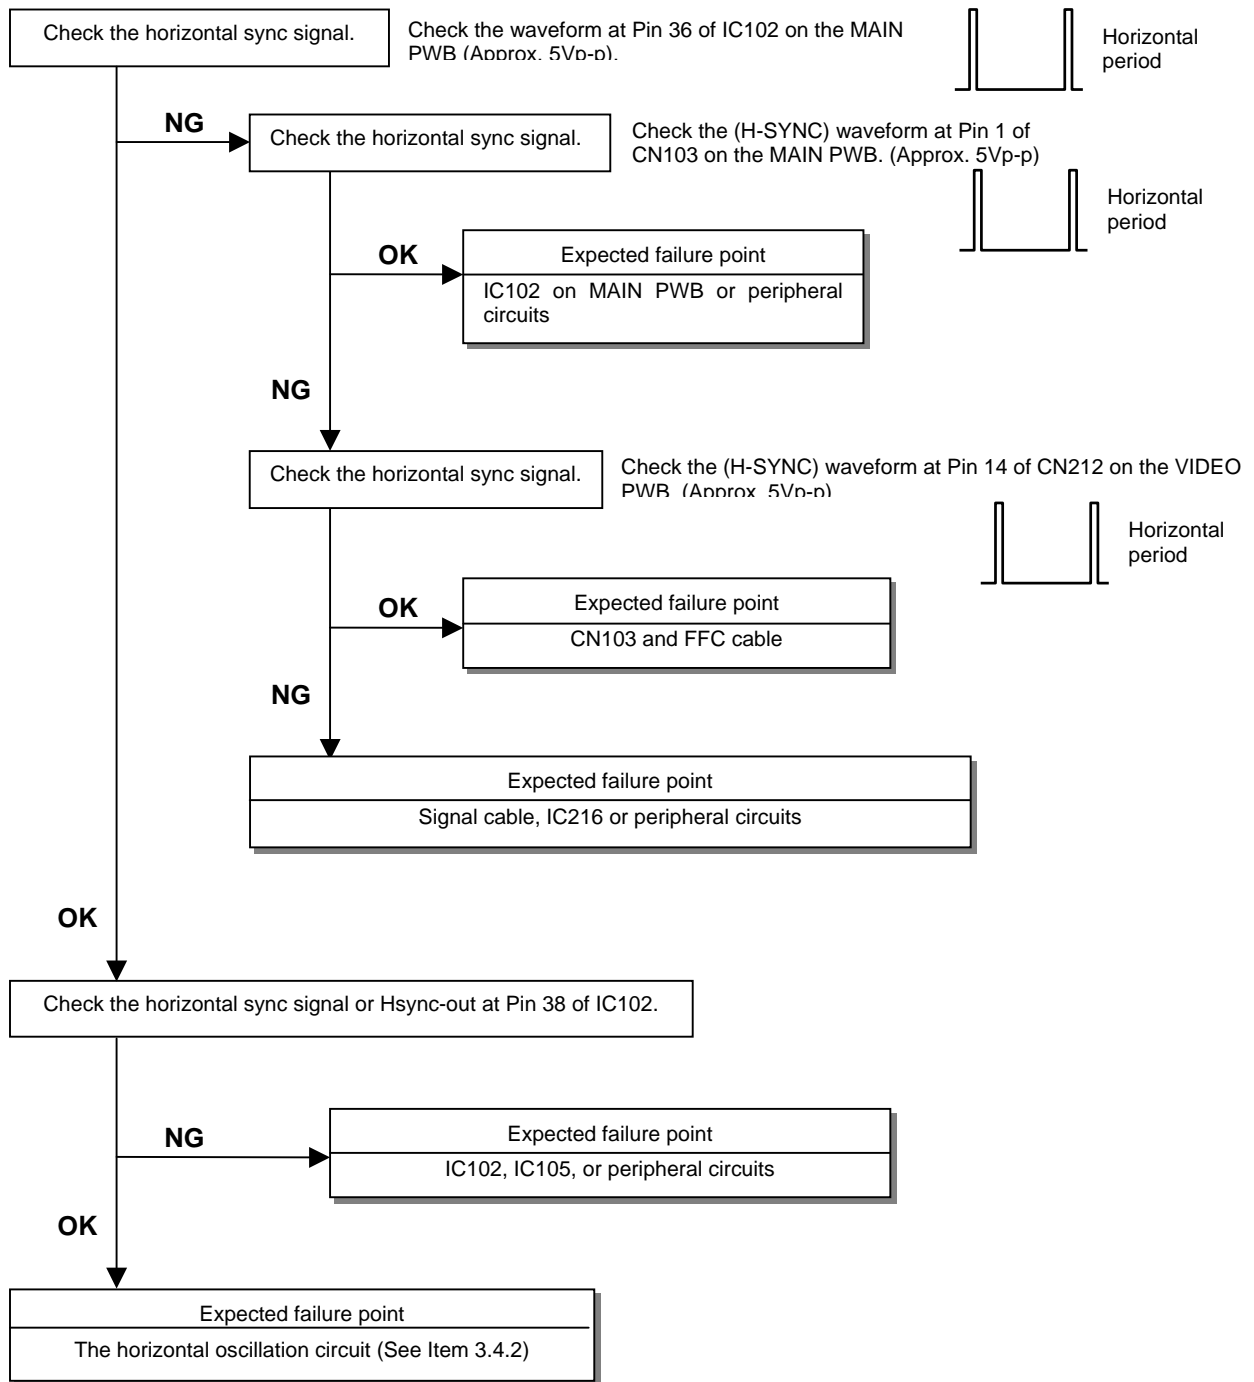 Check the horizontal sync signal.
Check the waveform at Pin 36 of IC102 on the MAIN
PWB (Approx. 5Vp-p).
Horizontal
period
NG
Check the horizontal sync signal.
Check the (H-SYNC) waveform at Pin 1 of
CN103 on the MAIN PWB. (Approx. 5Vp-p)
Horizontal
period
OK
Expected failure point
IC102 on MAIN PWB or peripheral
circuits
NG
Check the horizontal sync signal.
Check the (H-SYNC) waveform at Pin 14 of CN212 on the VIDEO
PWB. (Approx. 5Vp-p)
Horizontal
period
OK
Expected failure point
CN103 and FFC cable
NG
Expected failure point
Signal cable, IC216 or peripheral circuits
OK
Check the horizontal sync signal or Hsync-out at Pin 38 of IC102.
NG
Expected failure point
IC102, IC105, or peripheral circuits
OK
Expected failure point
The horizontal oscillation circuit (See Item 3.4.2)